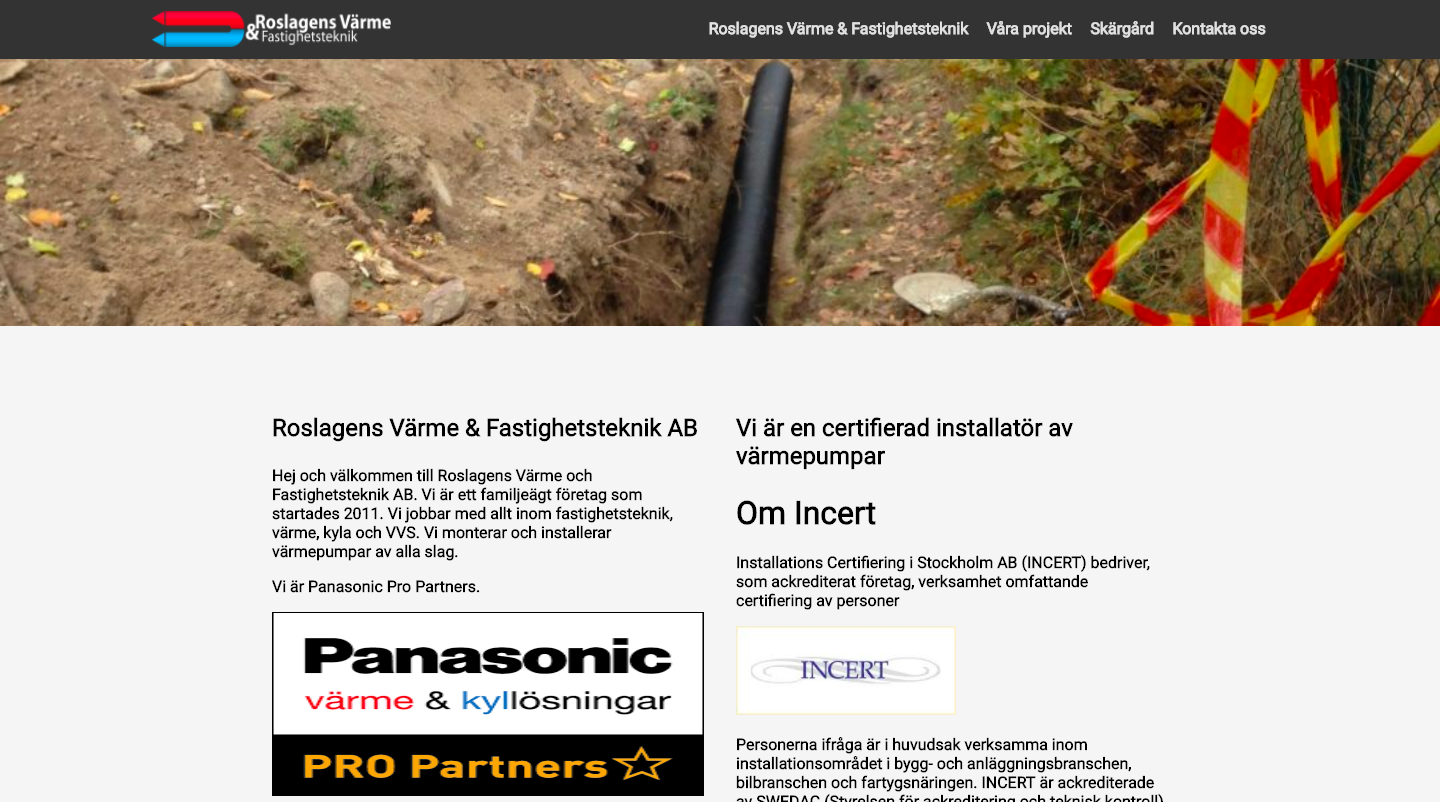 Roslagens Värme
& Fastighetsteknik
Roslagens Värme & Fastighetsteknik Våra projekt Skärgård Kontakta oss
Roslagens Värme & Fastighetsteknik AB
Hej och välkommen till Roslagens Värme och
Fastighetsteknik AB. Vi är ett familjeägt företag som
startades 2011. Vi jobbar med allt inom fastighetsteknik,
värme, kyla och VVS. Vi monterar och installerar
värmepumpar av alla slag.
Vi är Panasonic Pro Partners.
Panasonic
värme & kyllösningar
PRO Partners
Vi är en certifierad installatör av
värmepumpar
Om Incert
Installations Certifiering i Stockholm AB (INCERT) bedriver,
som ackrediterat företag, verksamhet omfattande
certifiering av personer
INCERT
Personerna ifråga är i huvudsak verksamma inom
installationsområdet i bygg- och anläggningsbranschen,
bilbranschen och fartygsnäringen. INCERT är ackrediterade
av SWEDAC (Styrelsen för ackreditering och teknisk kontroll)